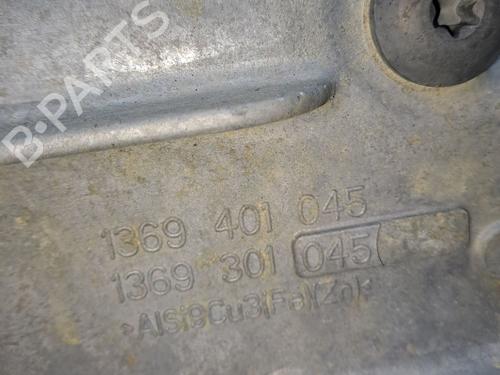 B-PARTS
1369 401 045
1369 301 045
>AlSi9Cu3(Fe)(Zn)<